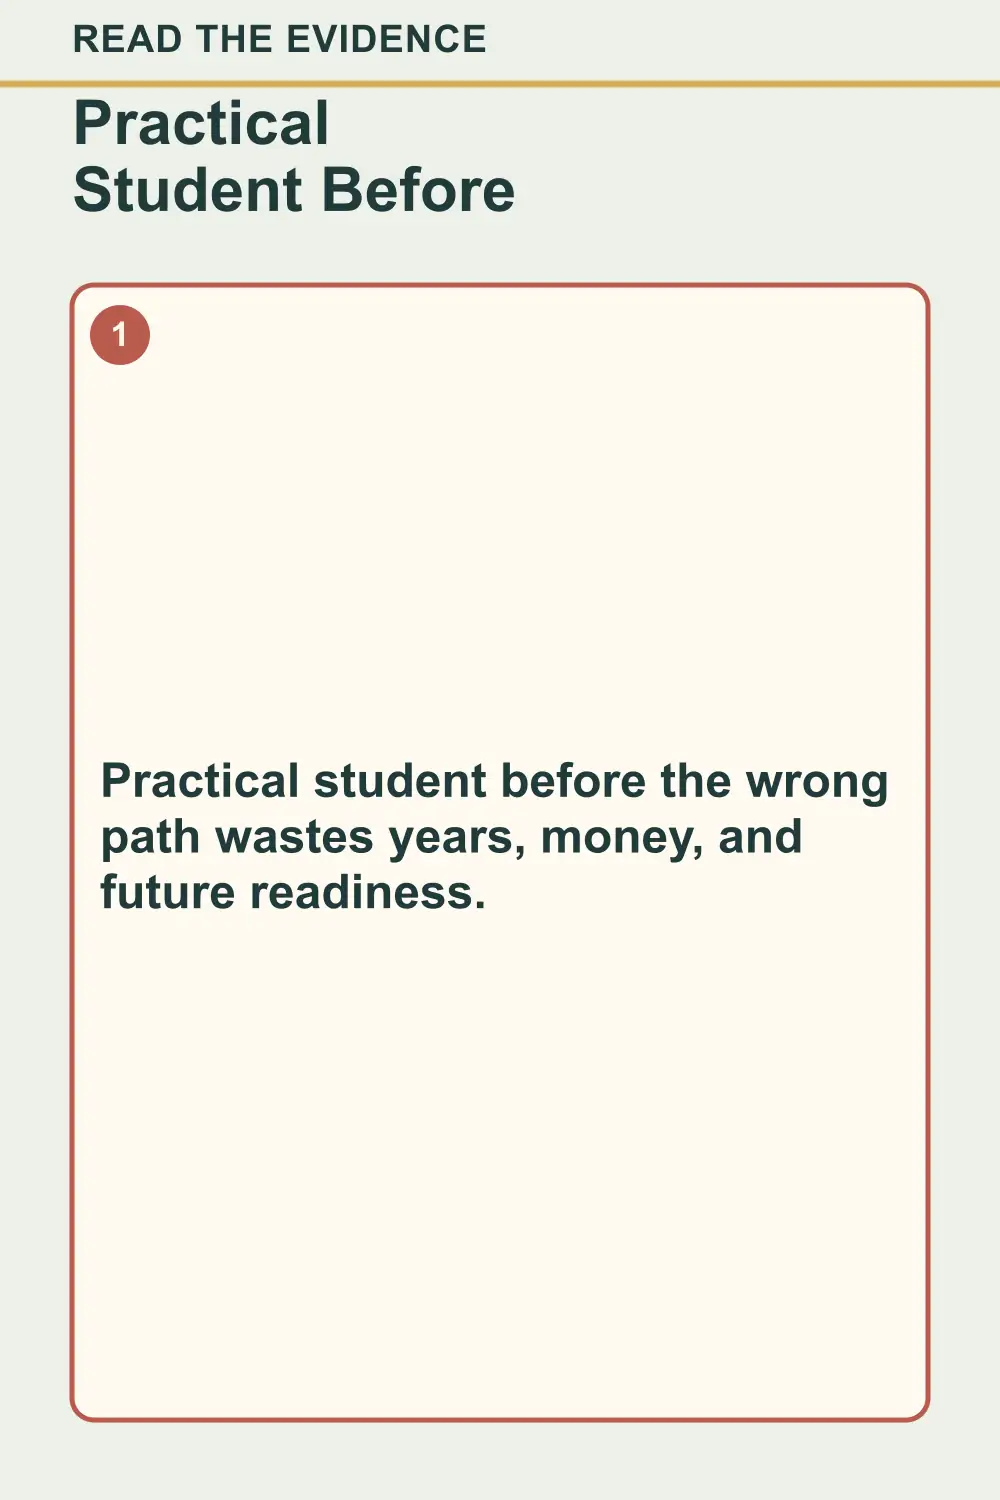 READ THE EVIDENCE
Practical
Student Before
1
Practical student before the wrong
path wastes years, money, and
future readiness.